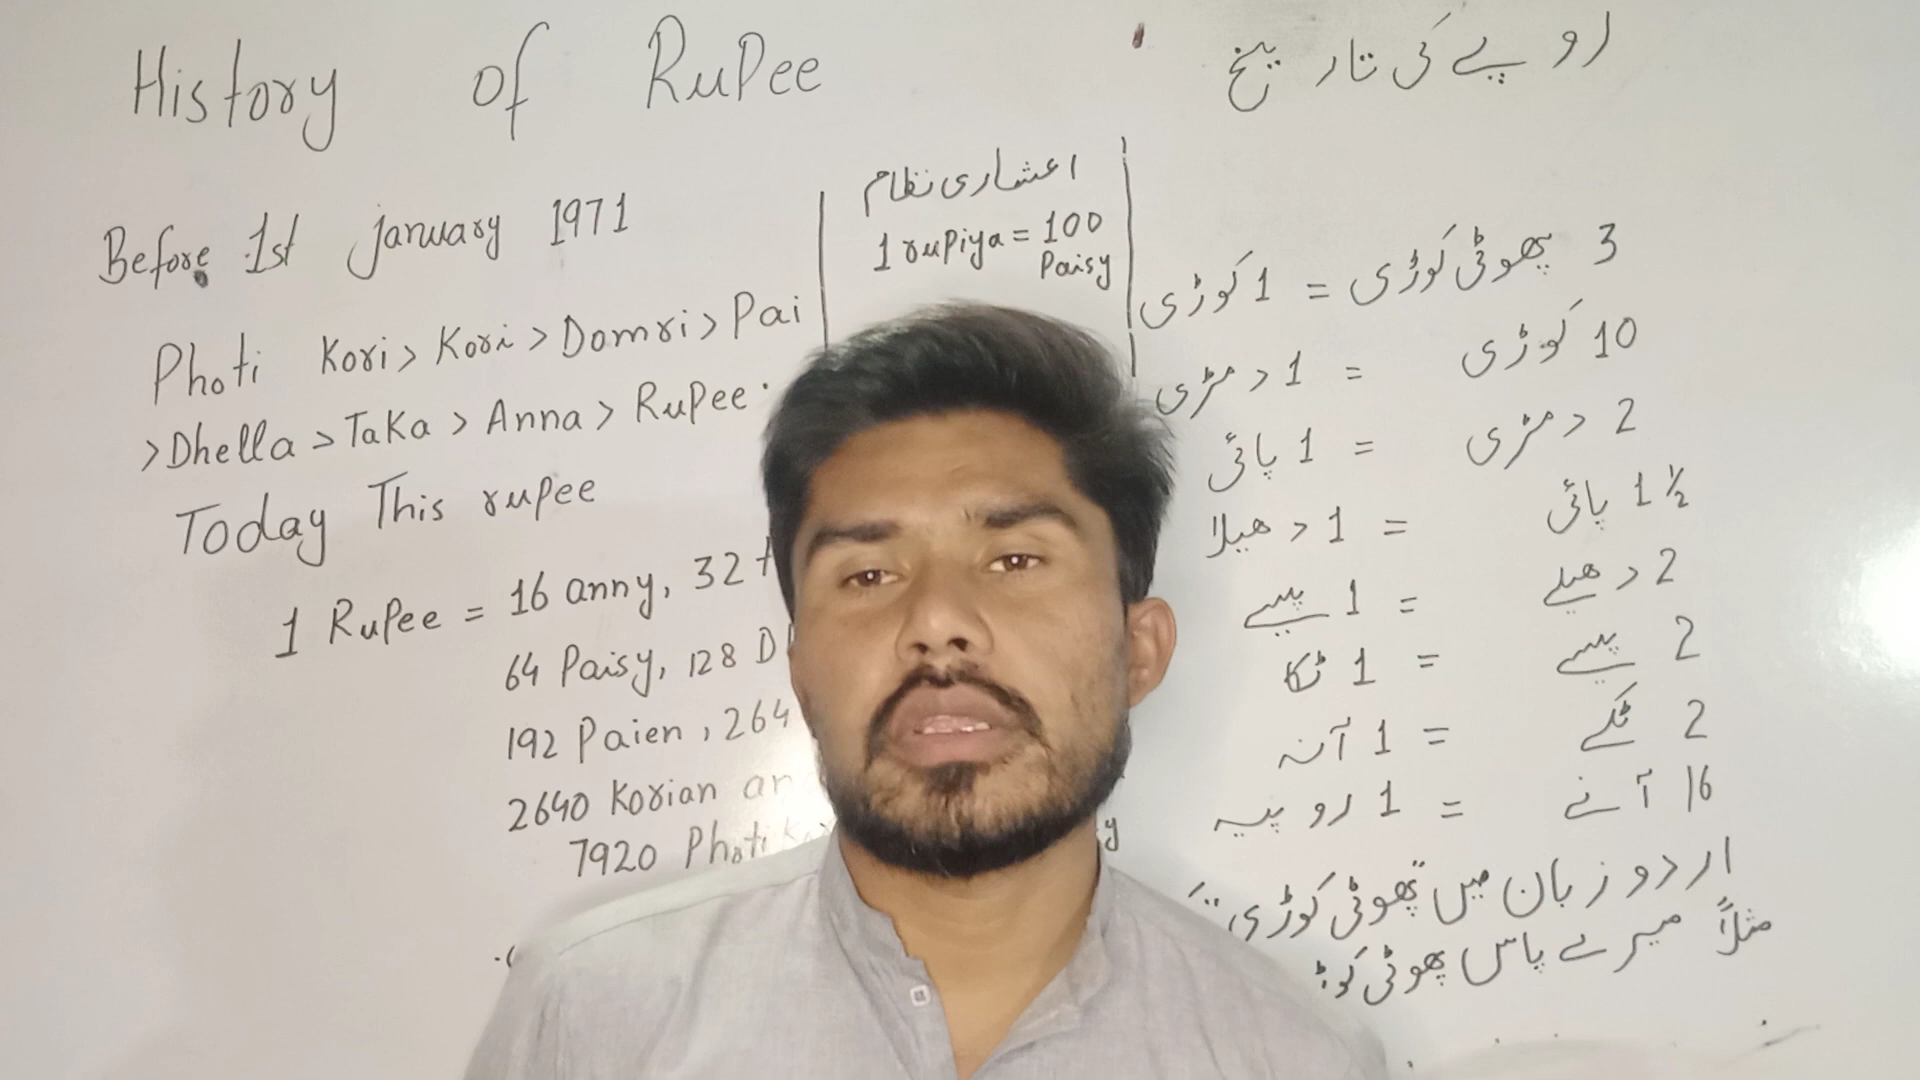 History of RuPee
روپے کی تاریخ
Before 1st january 1971
Photi Kori > Kori > Domri > Pai
> Dhella > Taka > Anna > RuPee
Today This rupee
1 RuPee = 16 anny, 32
64 Paisy, 128
192 Paien, 264
2640 Korian
7920 Photi
اعشاری نظام
1 rupiya = 100
Paisy
3 پھوٹی کوڑی = 1 کوڑی
10 کوڑی = 1 دمڑی
2 دمڑی = 1 پائی
1 ½ پائی = 1 دھیلا
2 دھیلے = 1 پیسے
2 پیسے = 1 ٹکا
2 ٹکے = 1 آنہ
16 آنے = 1 روپیہ
اردو زبان میں پھوٹی کوڑی
مثلاً میرے پاس پھوٹی